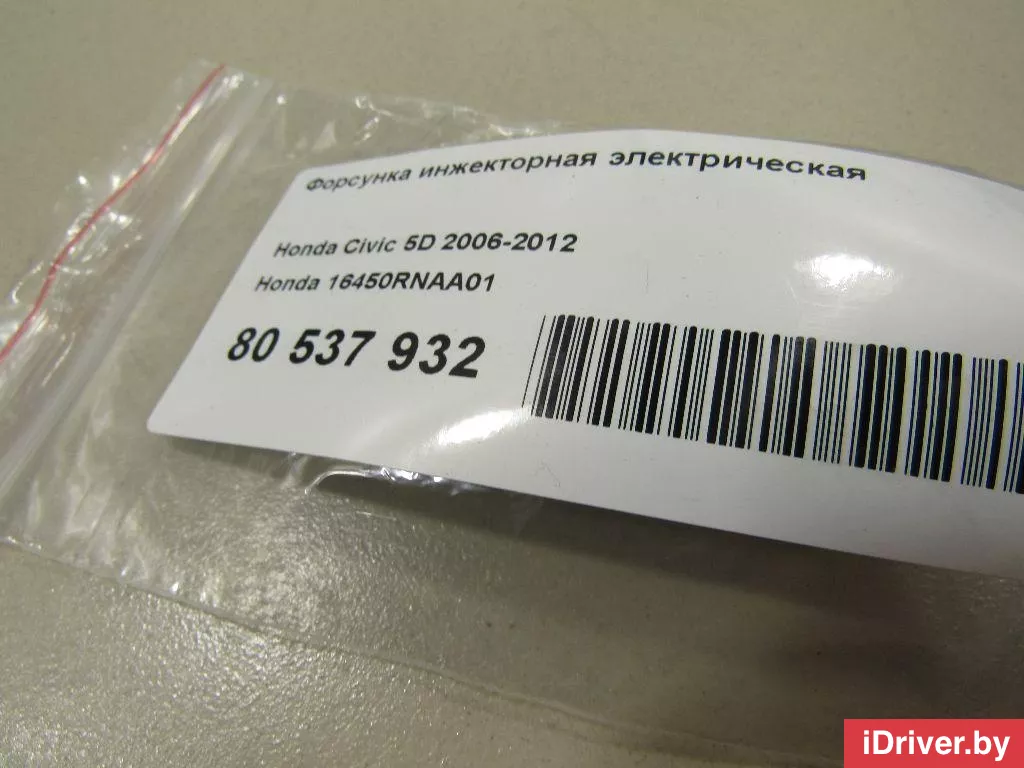 Форсунка инжекторная электрическая
Honda Civic 5D 2006-2012
Honda 16450RNAA01
80 537 932
iDriver.by